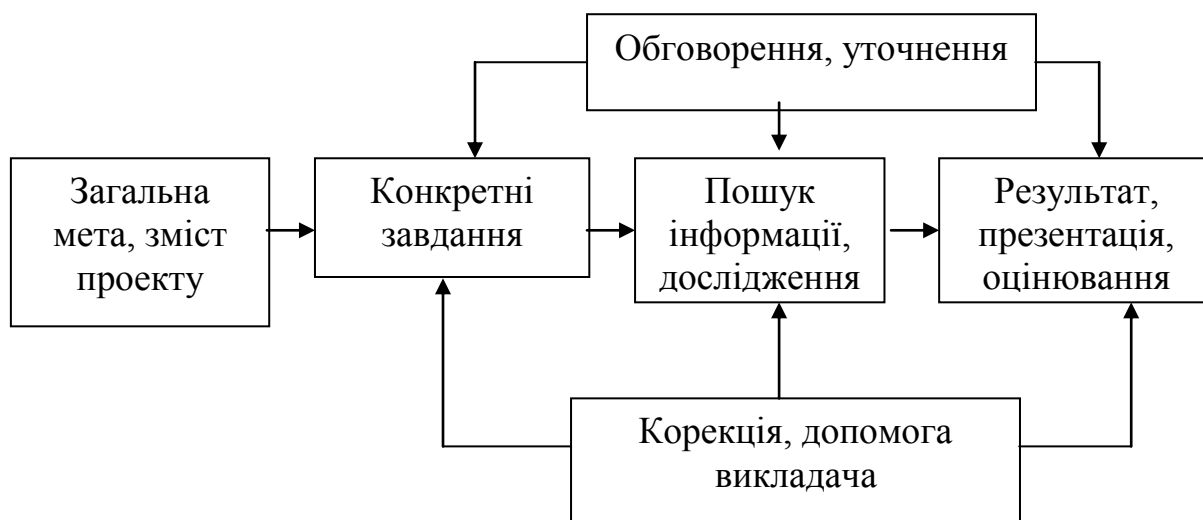 Обговорення, уточнення
Загальна
мета, зміст
проекту
Конкретні
завдання
Пошук
інформації,
дослідження
Результат,
презентація,
оцінювання
Корекція, допомога
викладача